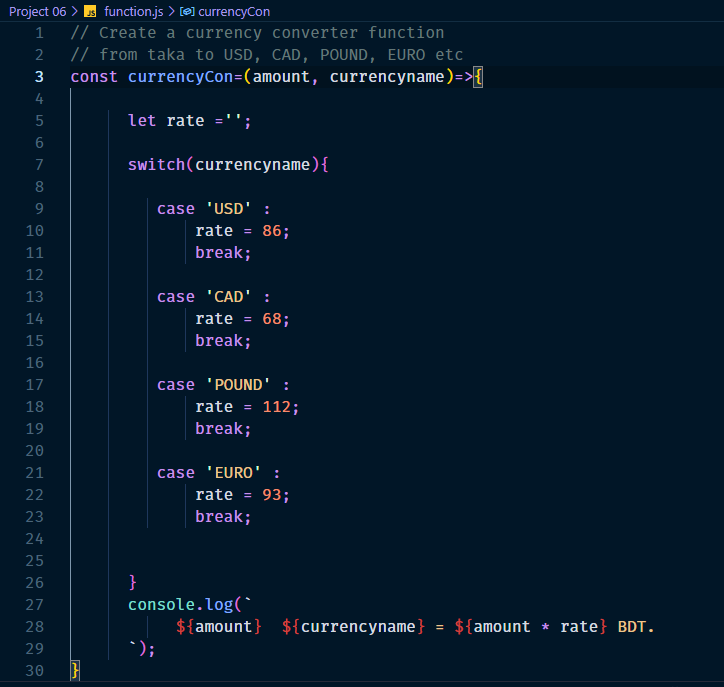 Project 06 > JS function.js > currencyCon
1 // Create a currency converter function
2 // from taka to USD, CAD, POUND, EURO etc
3 const currencyCon=(amount, currencyname)=>{
4
5 let rate ='';
6
7 switch(currencyname){
8
9 case 'USD' :
10 rate = 86;
11 break;
12
13 case 'CAD' :
14 rate = 68;
15 break;
16
17 case 'POUND' :
18 rate = 112;
19 break;
20
21 case 'EURO' :
22 rate = 93;
23 break;
24
25
26 }
27 console.log(`
28 ${amount}  ${currencyname} = ${amount * rate} BDT.
29 `);
30 }